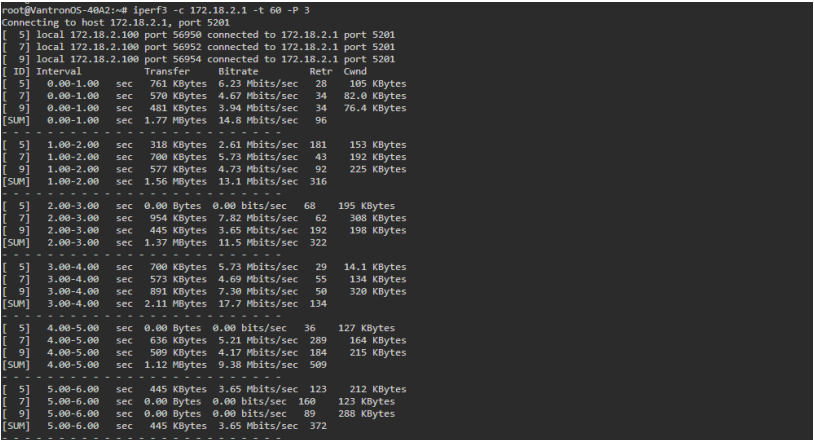 root@VantronOS-40A2:~# iperf3 -c 172.18.2.1 -t 60 -P 3
Connecting to host 172.18.2.1, port 5201
[  5] local 172.18.2.100 port 56950 connected to 172.18.2.1 port 5201
[  7] local 172.18.2.100 port 56952 connected to 172.18.2.1 port 5201
[  9] local 172.18.2.100 port 56954 connected to 172.18.2.1 port 5201
[ ID] Interval           Transfer     Bitrate         Retr  Cwnd
[  5]   0.00-1.00   sec   761 KBytes  6.23 Mbits/sec   28    105 KBytes
[  7]   0.00-1.00   sec   570 KBytes  4.67 Mbits/sec   34   82.0 KBytes
[  9]   0.00-1.00   sec   481 KBytes  3.94 Mbits/sec   34   76.4 KBytes
[SUM]   0.00-1.00   sec  1.77 MBytes  14.8 Mbits/sec   96
- - - - - - - - - - - - - - - - - - - - - - - - -
[  5]   1.00-2.00   sec   318 KBytes  2.61 Mbits/sec  181    153 KBytes
[  7]   1.00-2.00   sec   700 KBytes  5.73 Mbits/sec   43    192 KBytes
[  9]   1.00-2.00   sec   577 KBytes  4.73 Mbits/sec   92    225 KBytes
[SUM]   1.00-2.00   sec  1.56 MBytes  13.1 Mbits/sec  316
- - - - - - - - - - - - - - - - - - - - - - - - -
[  5]   2.00-3.00   sec  0.00 Bytes  0.00 bits/sec   68    195 KBytes
[  7]   2.00-3.00   sec   954 KBytes  7.82 Mbits/sec   62    308 KBytes
[  9]   2.00-3.00   sec   445 KBytes  3.65 Mbits/sec  192    198 KBytes
[SUM]   2.00-3.00   sec  1.37 MBytes  11.5 Mbits/sec  322
- - - - - - - - - - - - - - - - - - - - - - - - -
[  5]   3.00-4.00   sec   700 KBytes  5.73 Mbits/sec   29   14.1 KBytes
[  7]   3.00-4.00   sec   573 KBytes  4.69 Mbits/sec   55    134 KBytes
[  9]   3.00-4.00   sec   891 KBytes  7.30 Mbits/sec   50    320 KBytes
[SUM]   3.00-4.00   sec  2.11 MBytes  17.7 Mbits/sec  134
- - - - - - - - - - - - - - - - - - - - - - - - -
[  5]   4.00-5.00   sec  0.00 Bytes  0.00 bits/sec   36    127 KBytes
[  7]   4.00-5.00   sec   636 KBytes  5.21 Mbits/sec  289    164 KBytes
[  9]   4.00-5.00   sec   509 KBytes  4.17 Mbits/sec  184    215 KBytes
[SUM]   4.00-5.00   sec  1.12 MBytes  9.38 Mbits/sec  509
- - - - - - - - - - - - - - - - - - - - - - - - -
[  5]   5.00-6.00   sec   445 KBytes  3.65 Mbits/sec  123    212 KBytes
[  7]   5.00-6.00   sec  0.00 Bytes  0.00 bits/sec  160    123 KBytes
[  9]   5.00-6.00   sec  0.00 Bytes  0.00 bits/sec   89    288 KBytes
[SUM]   5.00-6.00   sec   445 KBytes  3.65 Mbits/sec  372
- - - - - - - - - - - - - - - - - - - - - - - - -